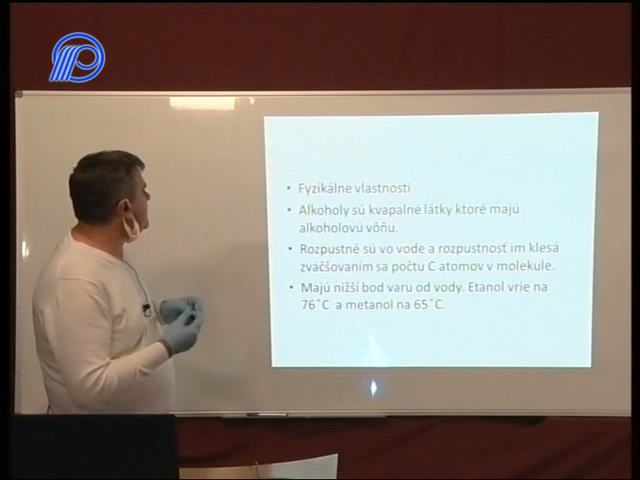 • Fyzikálne vlastnosti
• Alkoholy sú kvapalné látky ktoré majú
alkoholovú vôňu.
• Rozpustné sú vo vode a rozpustnosť im klesá
zväčšovaním sa počtu C atomov v molekule.
• Majú nižší bod varu od vody. Etanol vrie na
76˚C a metanol na 65˚C.